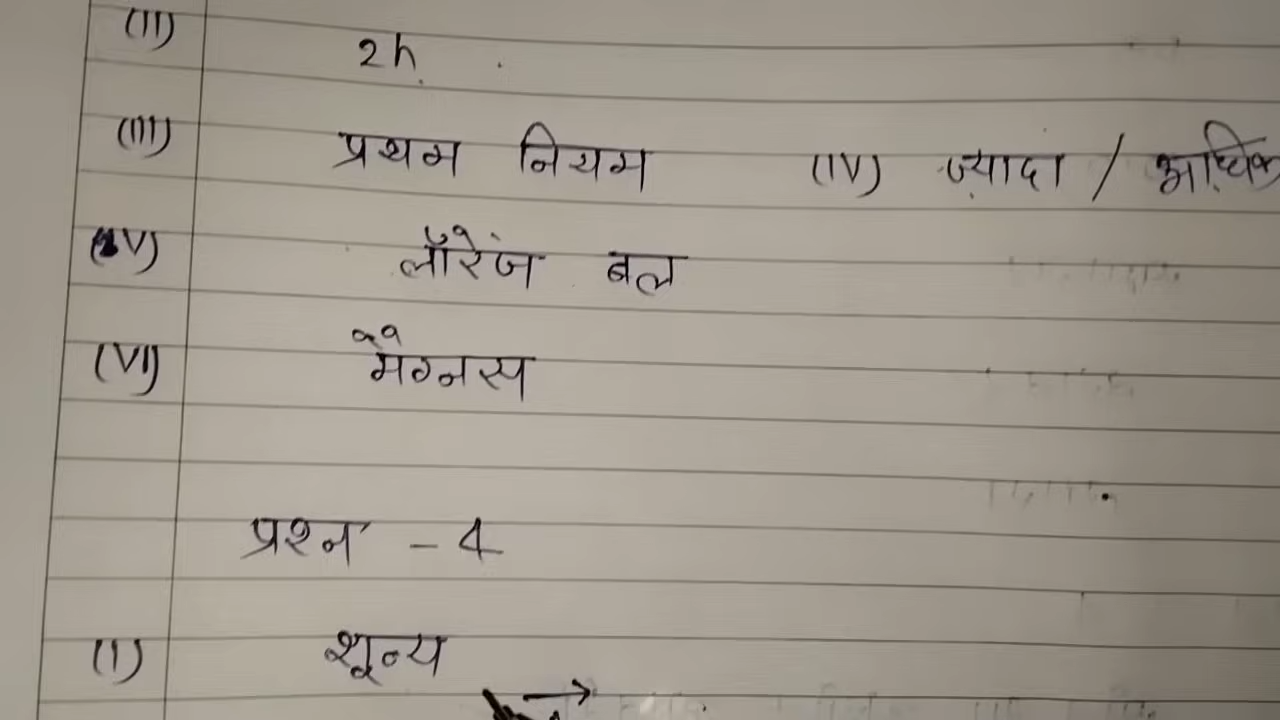 (II) 2h.
(III) प्रथम नियम (IV) ज्यादा / अधिक
(V) लॉरेंज बल
(VI) मैग्नस
प्रश्न - 4
(I) शून्य
→